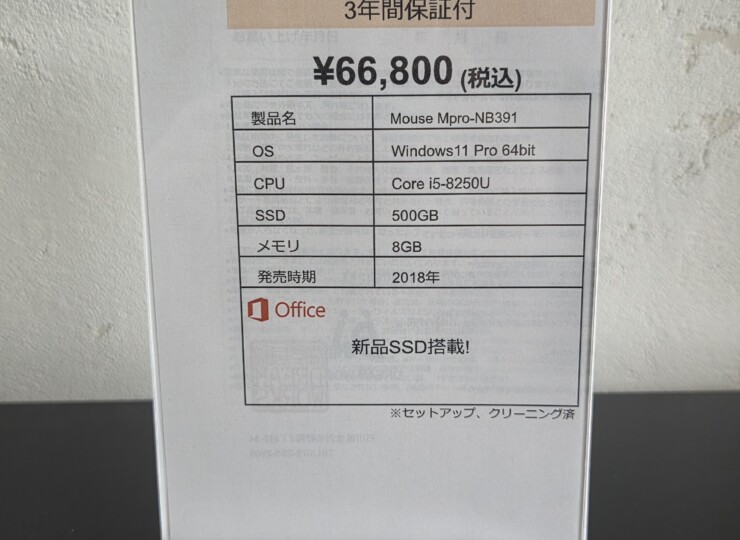 3年間保証付
¥66,800 (税込)
製品名 Mouse Mpro-NB391
OS Windows11 Pro 64bit
CPU Core i5-8250U
SSD 500GB
メモリ 8GB
発売時期 2018年
Office
新品SSD搭載!
※セットアップ、クリーニング済